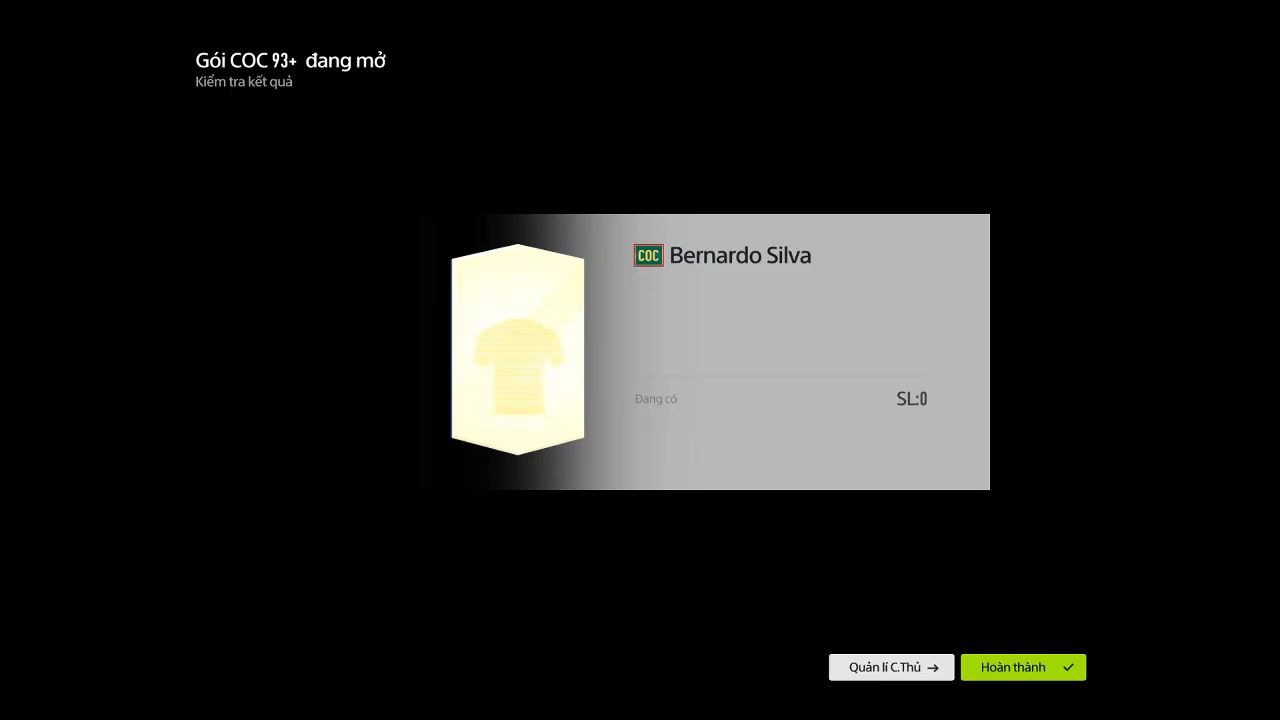 Gói COC 93+ đang mở
Kiểm tra kết quả
COC Bernardo Silva
Đang có SL:0
Quản lí C.Thủ → Hoàn thành ✓